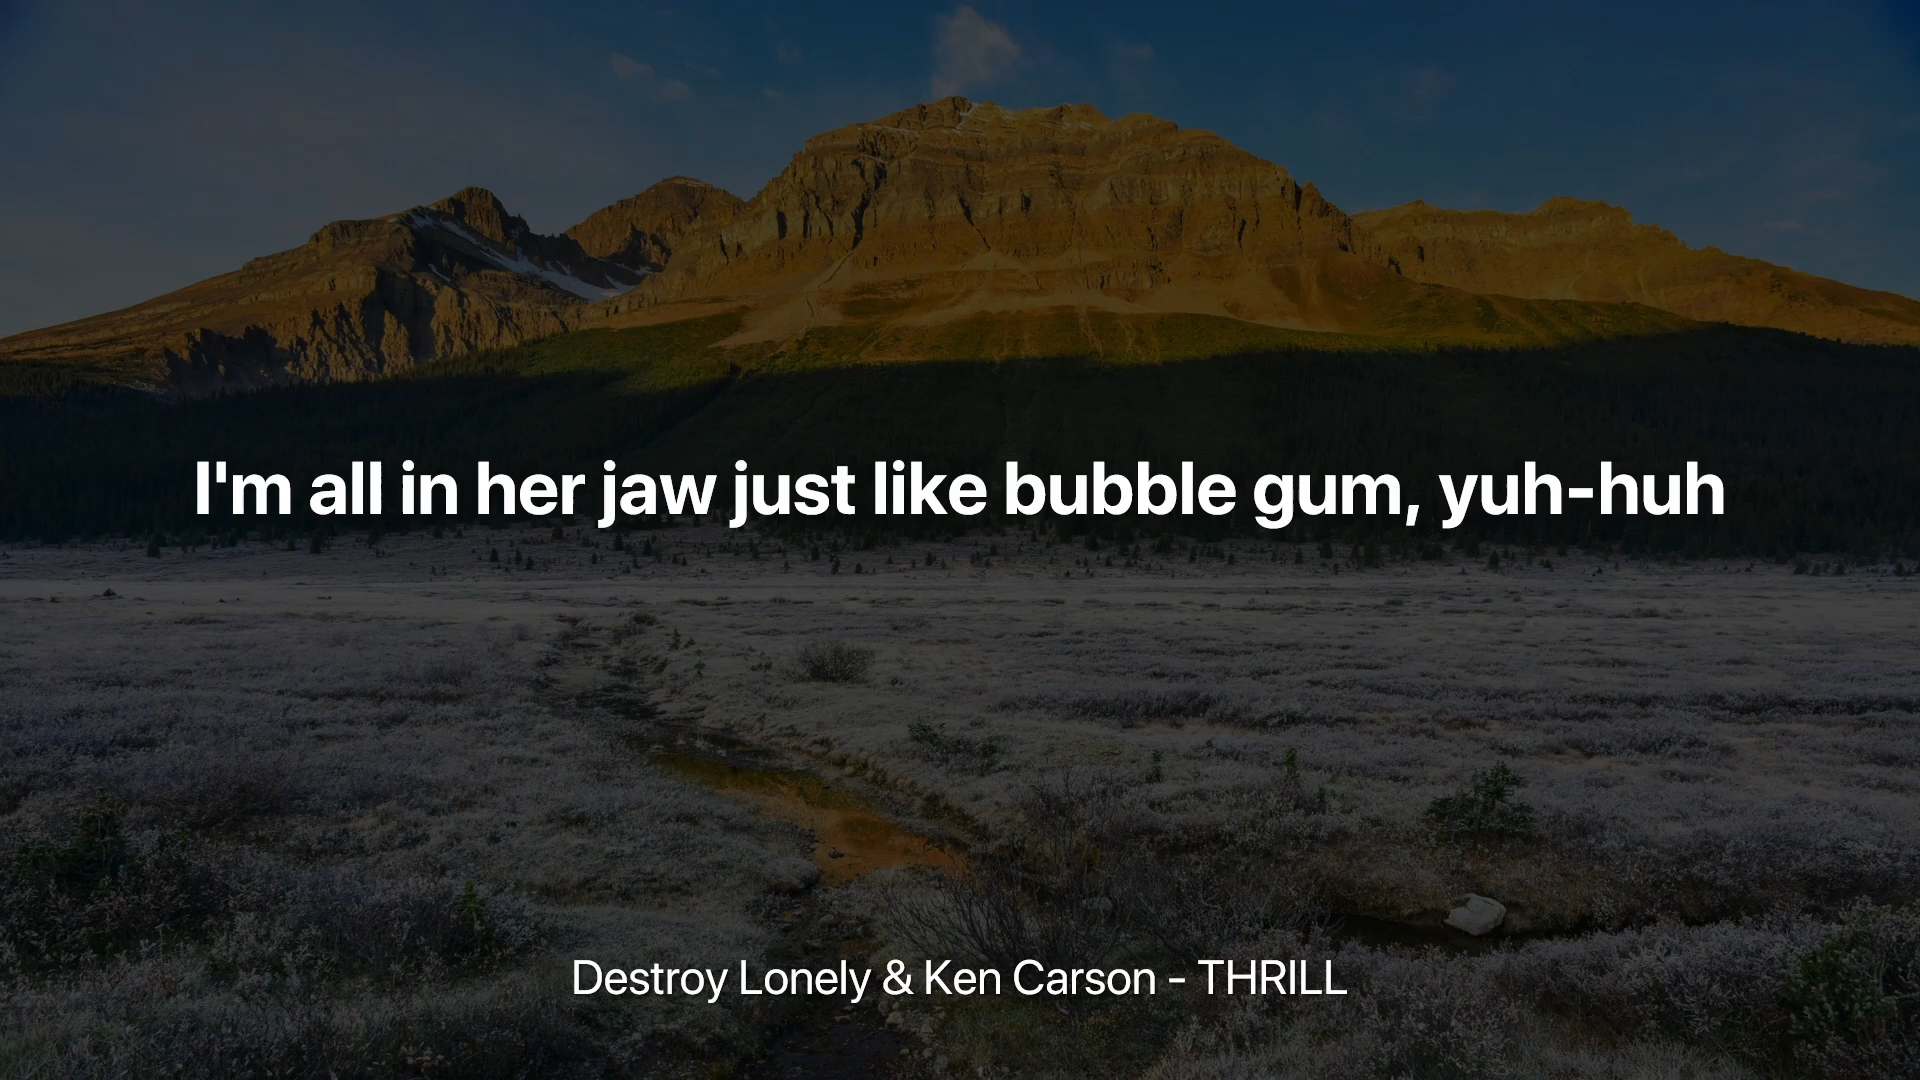 I'm all in her jaw just like bubble gum, yuh-huh
Destroy Lonely & Ken Carson - THRILL